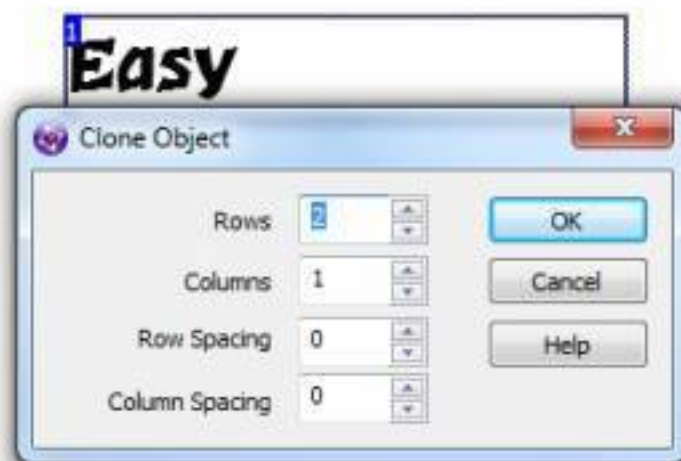 1
Easy
Clone Object
Rows 2 OK
Columns 1 Cancel
Row Spacing 0 Help
Column Spacing 0